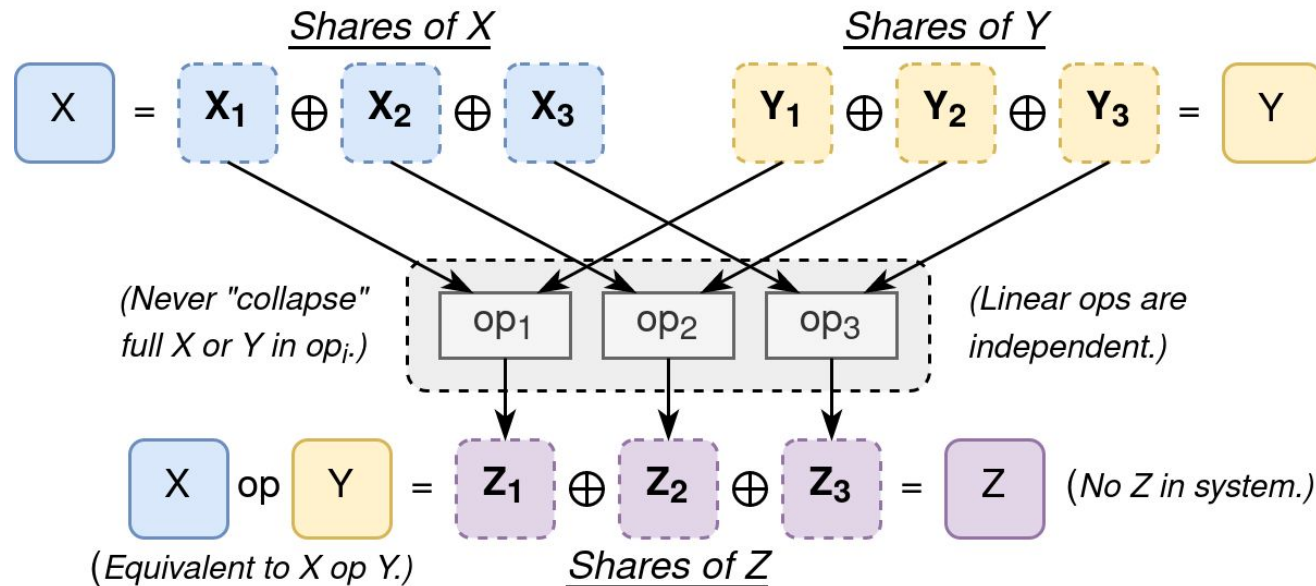 Shares of X
Shares of Y
X = X₁ ⊕ X₂ ⊕ X₃
Y₁ ⊕ Y₂ ⊕ Y₃ = Y
(Never "collapse"
full X or Y in opᵢ.)
op₁ op₂ op₃
(Linear ops are
independent.)
X op Y = Z₁ ⊕ Z₂ ⊕ Z₃ = Z (No Z in system.)
(Equivalent to X op Y.)
Shares of Z